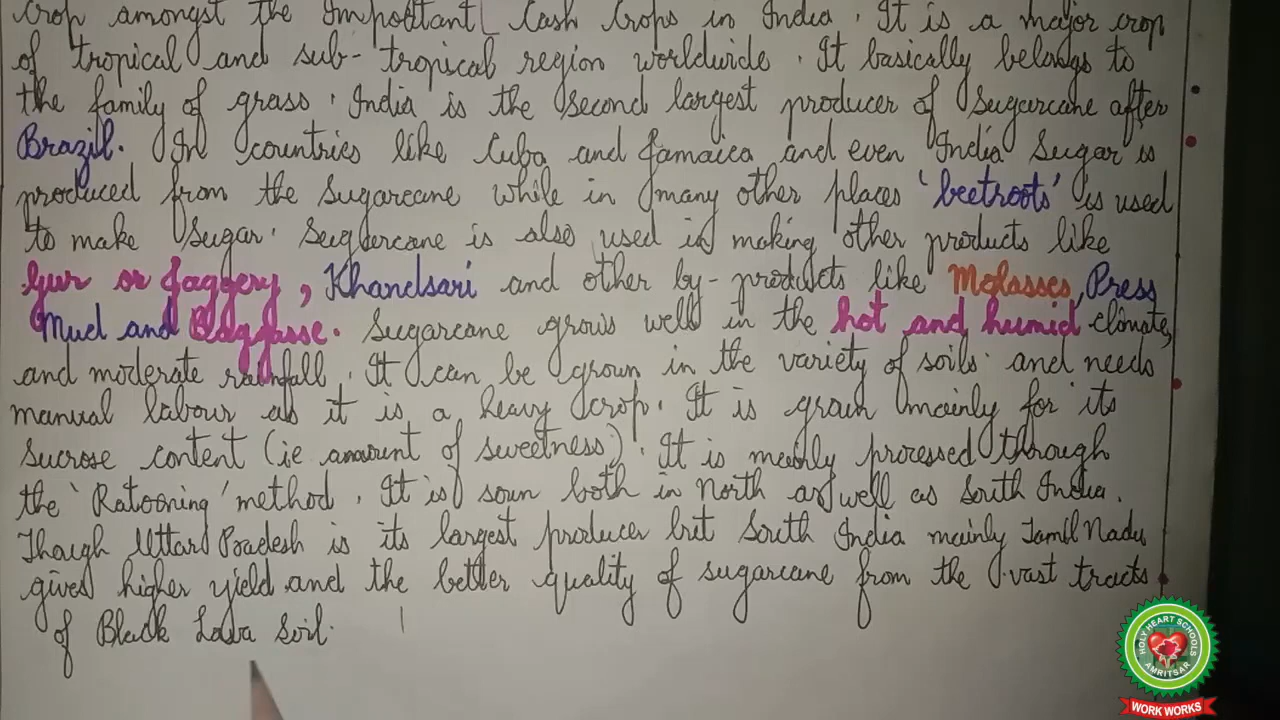 crop amongst the Important Cash Crops in India. It is a major crop
of tropical and sub-tropical region worldwide. It basically belongs to
the family of grass. India is the second largest producer of Sugarcane after
Brazil. In countries like Cuba and Jamaica and even India Sugar is
produced from the Sugarcane while in many other places 'beetroots' is used
to make Sugar. Sugarcane is also used in making other products like
Gur or Jaggery, Khandsari and other by-products like Molasses, Press
Mud and Baggasse. Sugarcane grows well in the hot and humid climate,
and moderate rainfall. It can be grown in the variety of soils and needs
manual labour as it is a heavy crop. It is grown mainly for its
Sucrose content (ie amount of sweetness). It is mainly processed through
the 'Ratooning' method. It is soun both in North as well as South India.
Though Uttar Pradesh is its largest producer but South India mainly Tamil Nadu
gives higher yield and the better quality of sugarcane from the vast tracts
of Black Lava Soil.
HOLY HEART SCHOOLS
AMRITSAR
WORK WORKS